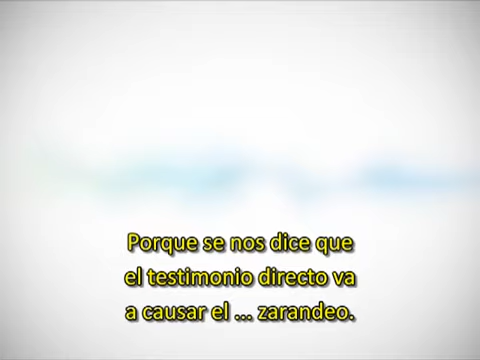 Porque se nos dice que
el testimonio directo va
a causar el ... zarandeo.